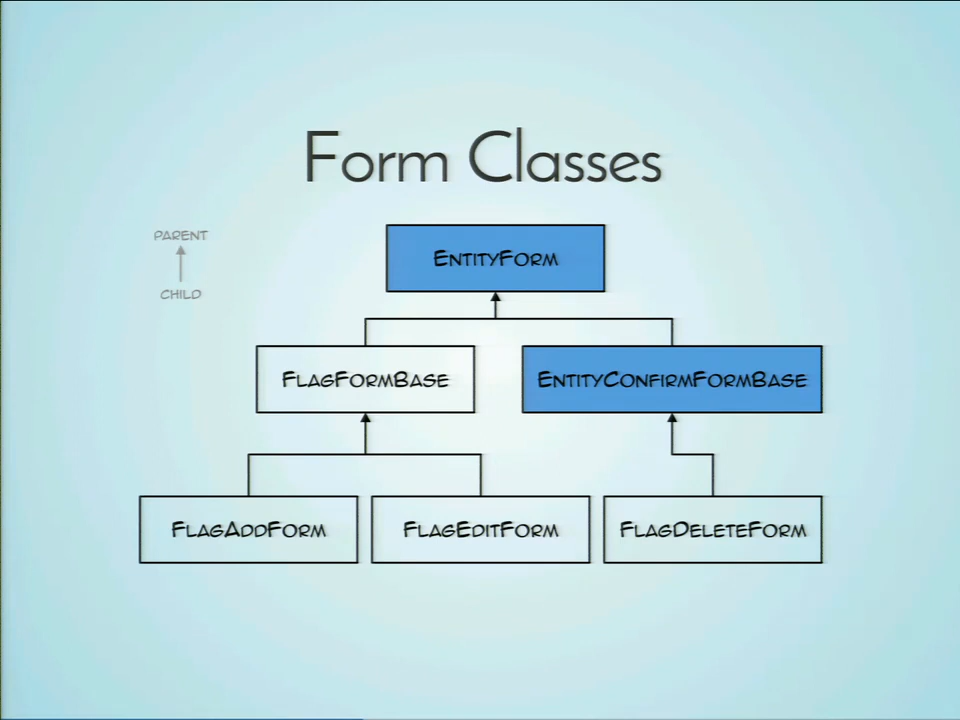 Form Classes
PARENT
CHILD
EntityForm
FlagFormBase
EntityConfirmFormBase
FlagAddForm
FlagEditForm
FlagDeleteForm